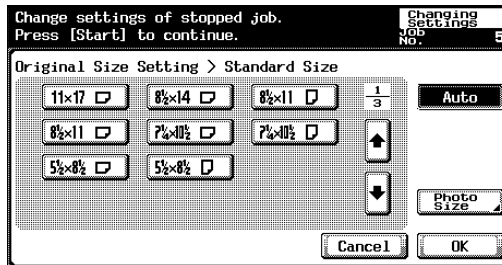 Change settings of stopped job.
Press [Start] to continue.
Changing
Settings
Job
No. 5
Original Size Setting > Standard Size
11×17
8½×14
8½×11
1
3
Auto
8½×11
7¼×10½
7¼×10½
5½×8½
5½×8½
Photo
Size
Cancel
OK